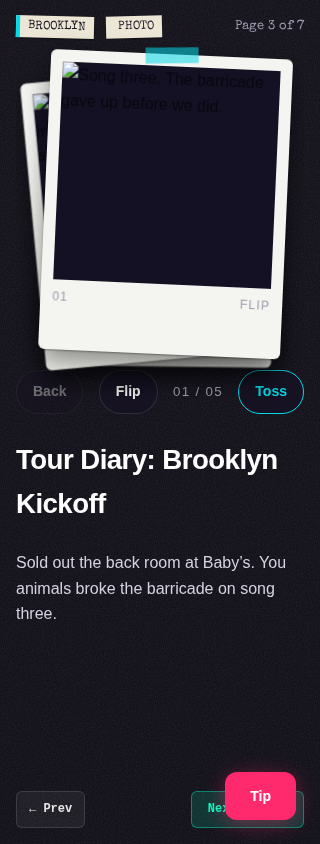 BROOKLYN PHOTO Page 3 of 7
Song three. The barricade
gave up before we did.
01 FLIP
Back Flip 01 / 05 Toss
Tour Diary: Brooklyn
Kickoff
Sold out the back room at Baby’s. You
animals broke the barricade on song
three.
← Prev Tip